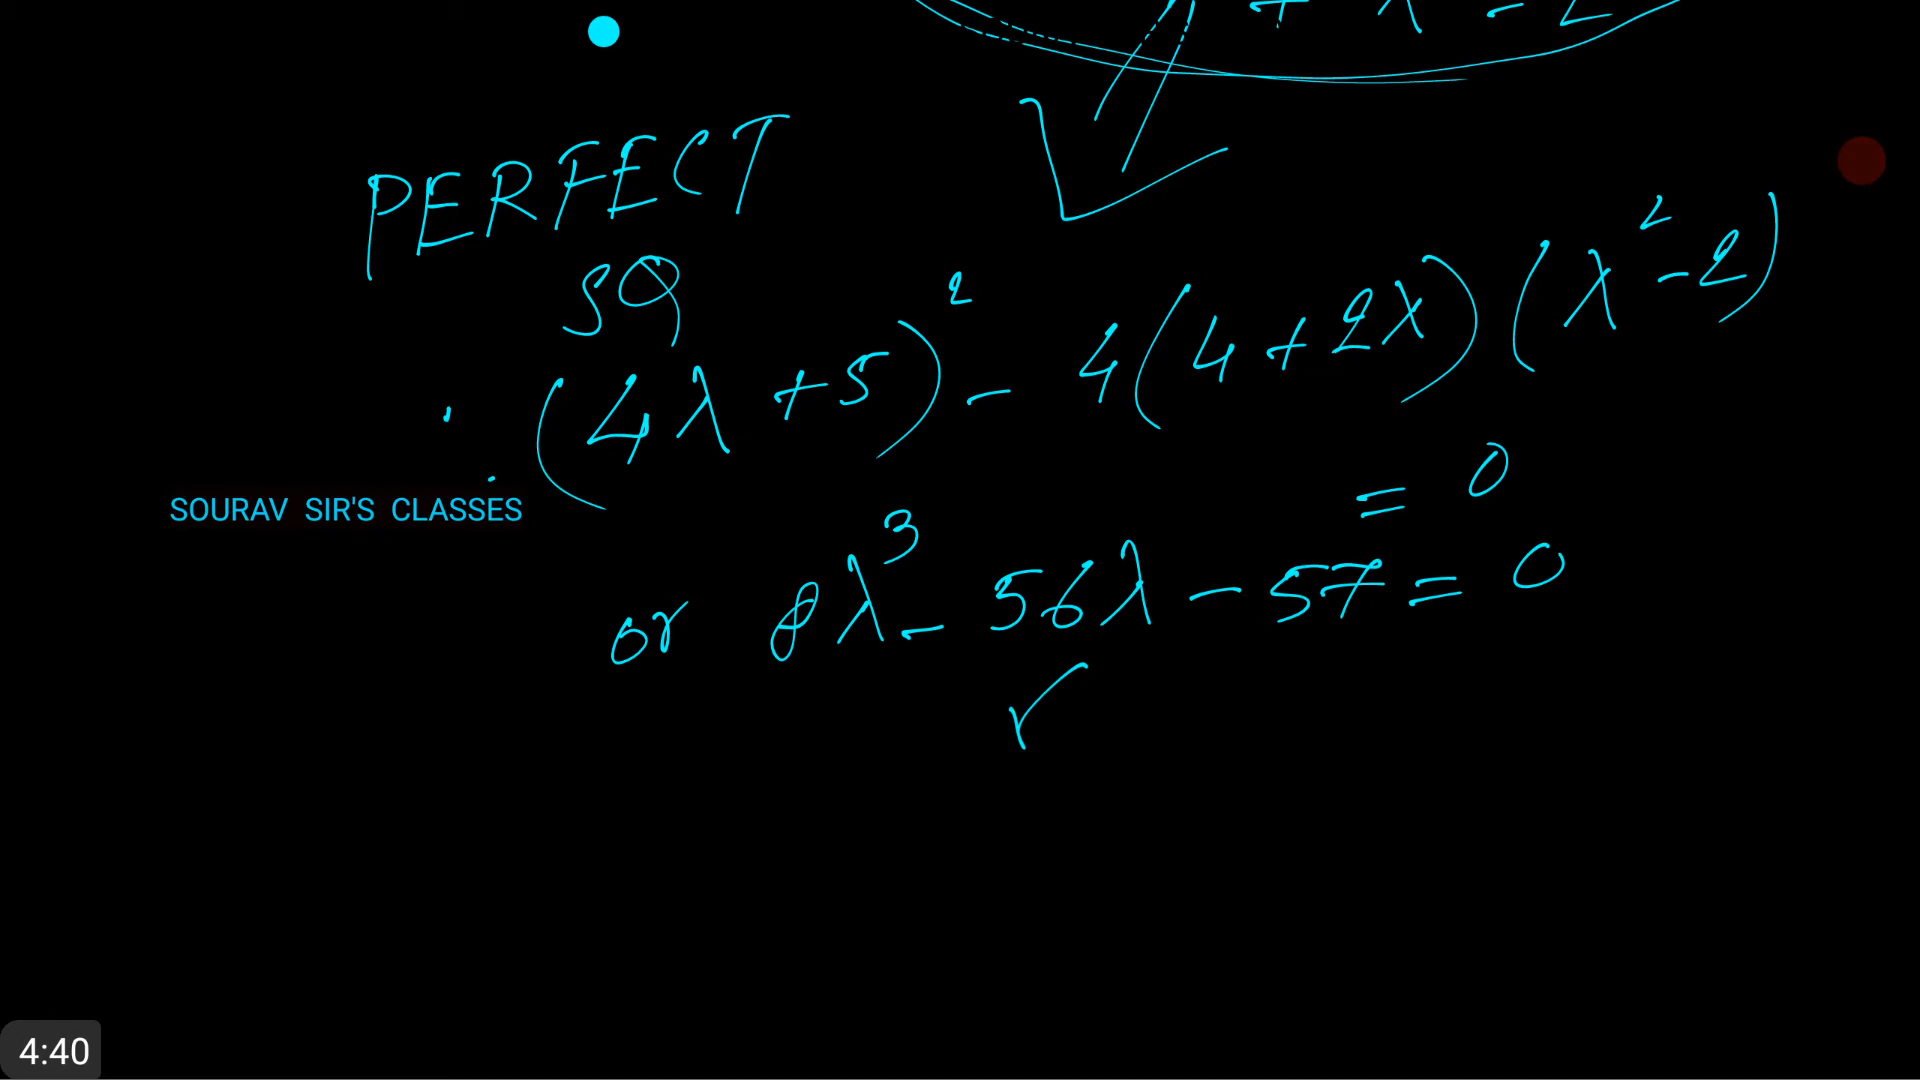 + λ - 2
PERFECT
SQ
∴ (4λ + 5)² - 4(4 + 2λ)(λ² - 2)
= 0
SOURAV SIR'S CLASSES
or 8λ³ - 56λ - 57 = 0
4:40